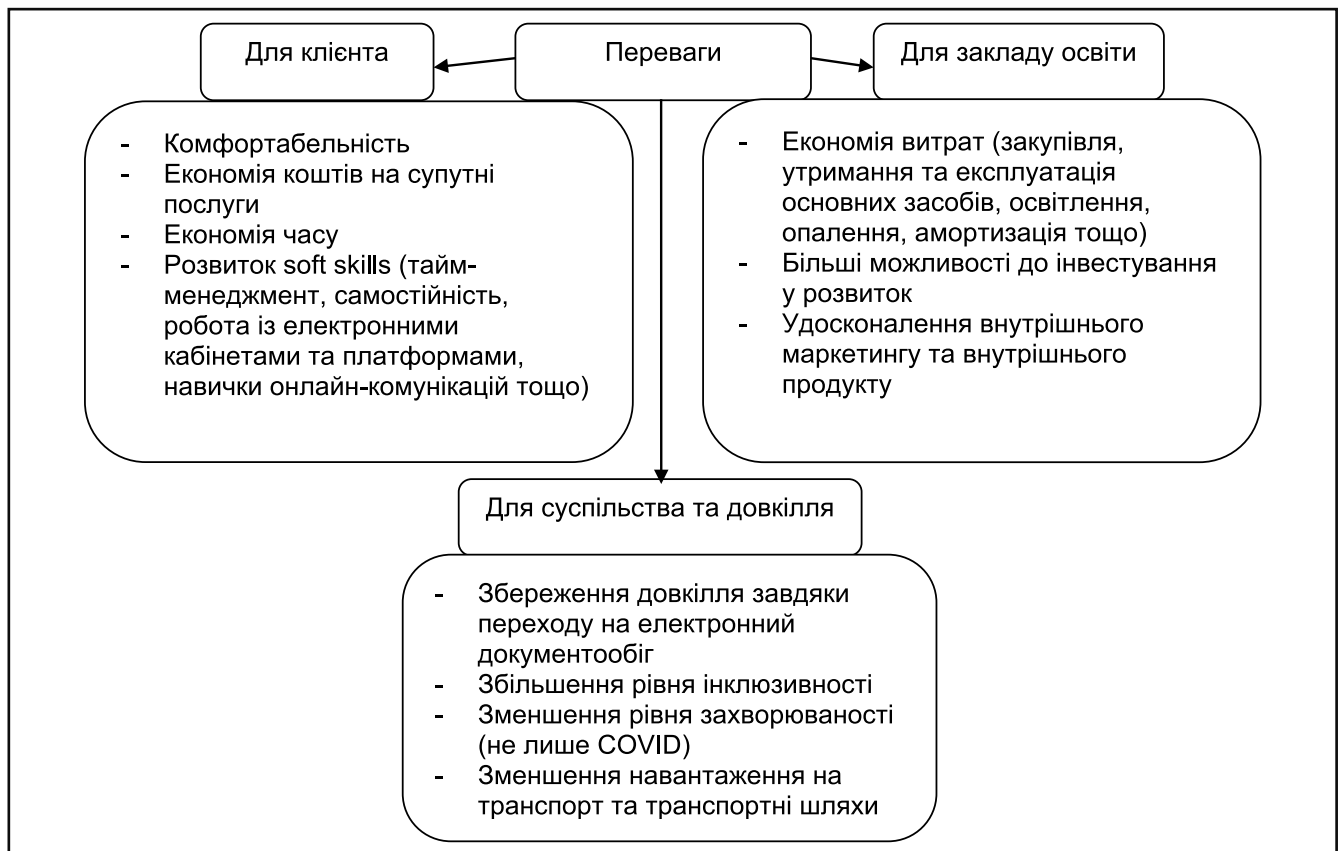 Для клієнта
Переваги
Для закладу освіти
- Комфортабельність
- Економія коштів на супутні
послуги
- Економія часу
- Розвиток soft skills (тайм-
менеджмент, самостійність,
робота із електронними
кабінетами та платформами,
навички онлайн-комунікацій тощо)
- Економія витрат (закупівля,
утримання та експлуатація
основних засобів, освітлення,
опалення, амортизація тощо)
- Більші можливості до інвестування
у розвиток
- Удосконалення внутрішнього
маркетингу та внутрішнього
продукту
Для суспільства та довкілля
- Збереження довкілля завдяки
переходу на електронний
документообіг
- Збільшення рівня інклюзивності
- Зменшення рівня захворюваності
(не лише COVID)
- Зменшення навантаження на
транспорт та транспортні шляхи